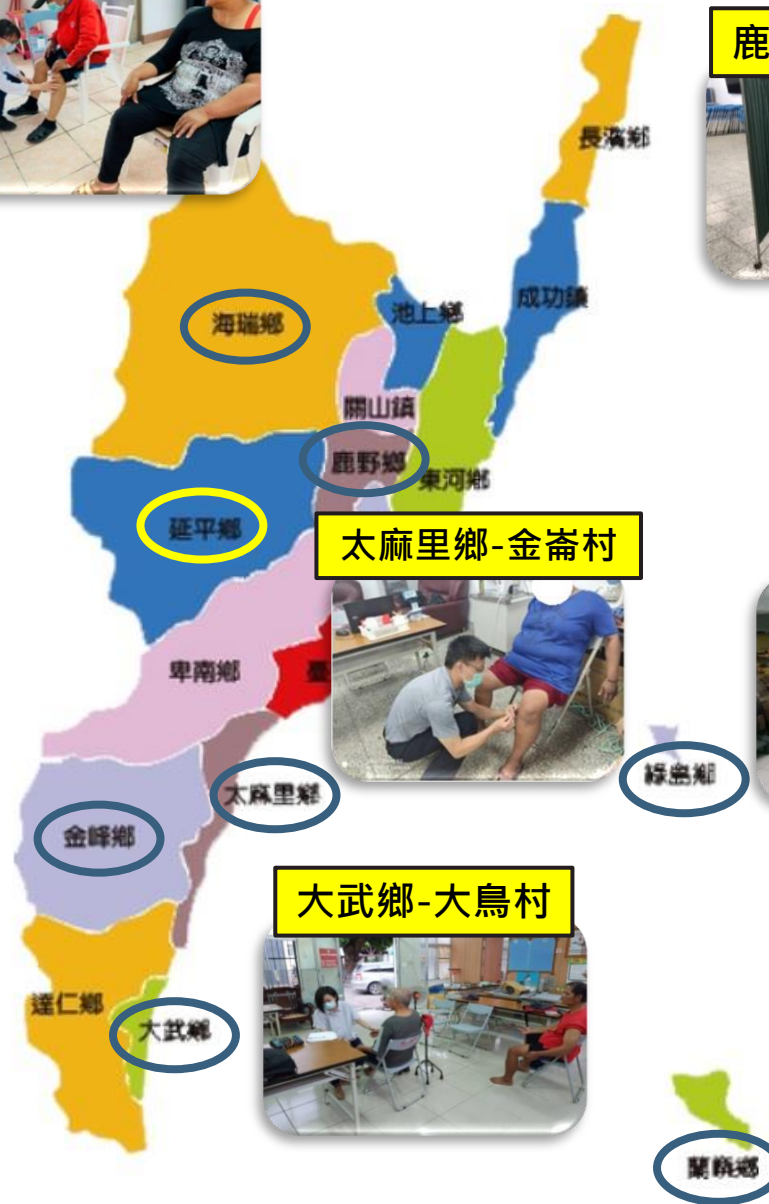 鹿
長濱鄉
成功鎮
池上鄉
海瑞鄉
關山鎮
鹿野鄉
東河鄉
延平鄉
太麻里鄉-金崙村
卑南鄉
臺
綠島鄉
太麻里鄉
金峰鄉
大武鄉-大鳥村
達仁鄉
大武鄉
蘭嶼鄉